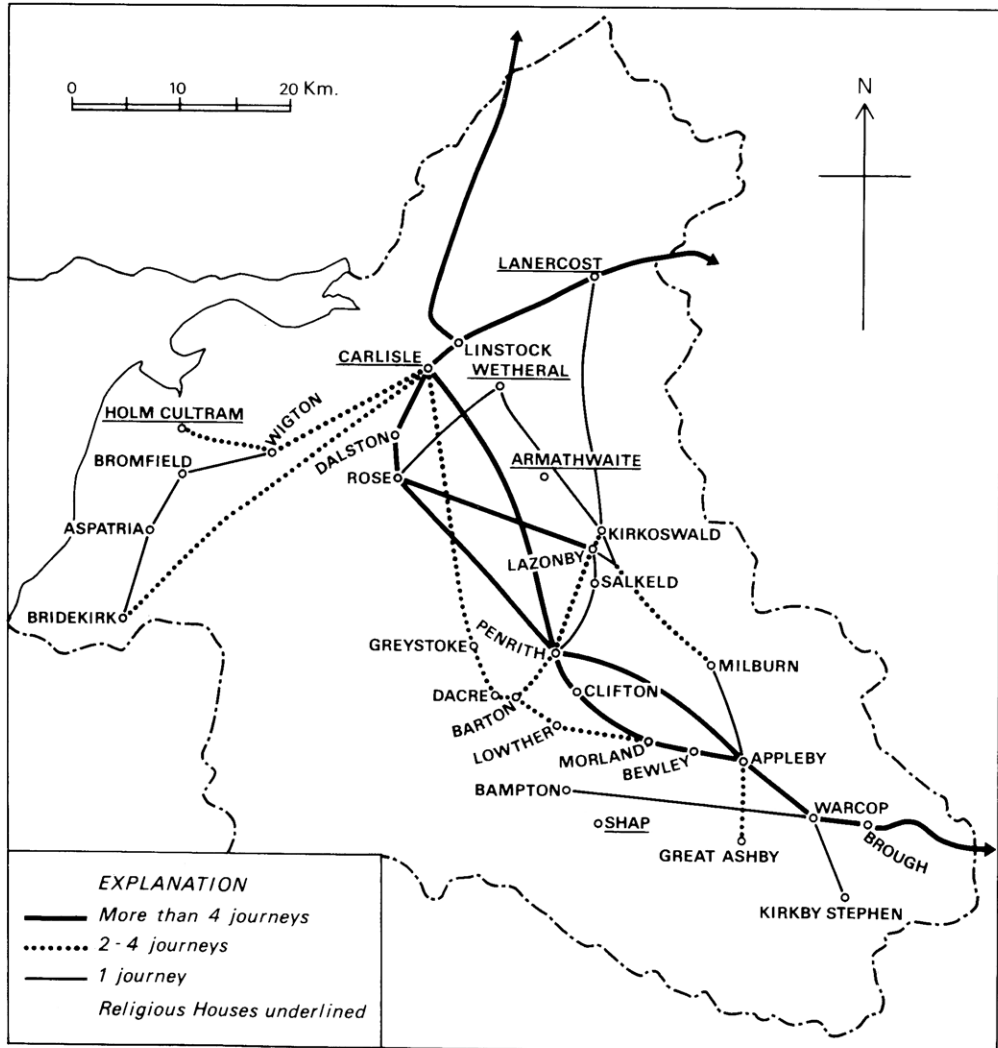 0 10 20 Km.
N
LANERCOST
LINSTOCK
CARLISLE
WETHERAL
HOLM CULTRAM
WIGTON
DALSTON
BROMFIELD
ARMATHWAITE
ROSE
ASPATRIA
KIRKOSWALD
LAZONBY
SALKELD
BRIDEKIRK
GREYSTOKE
PENRITH
MILBURN
DACRE
CLIFTON
BARTON
LOWTHER
MORLAND
BEWLEY
APPLEBY
BAMPTON
WARCOP
SHAP
BROUGH
GREAT ASHBY
KIRKBY STEPHEN
EXPLANATION
More than 4 journeys
2-4 journeys
1 journey
Religious Houses underlined